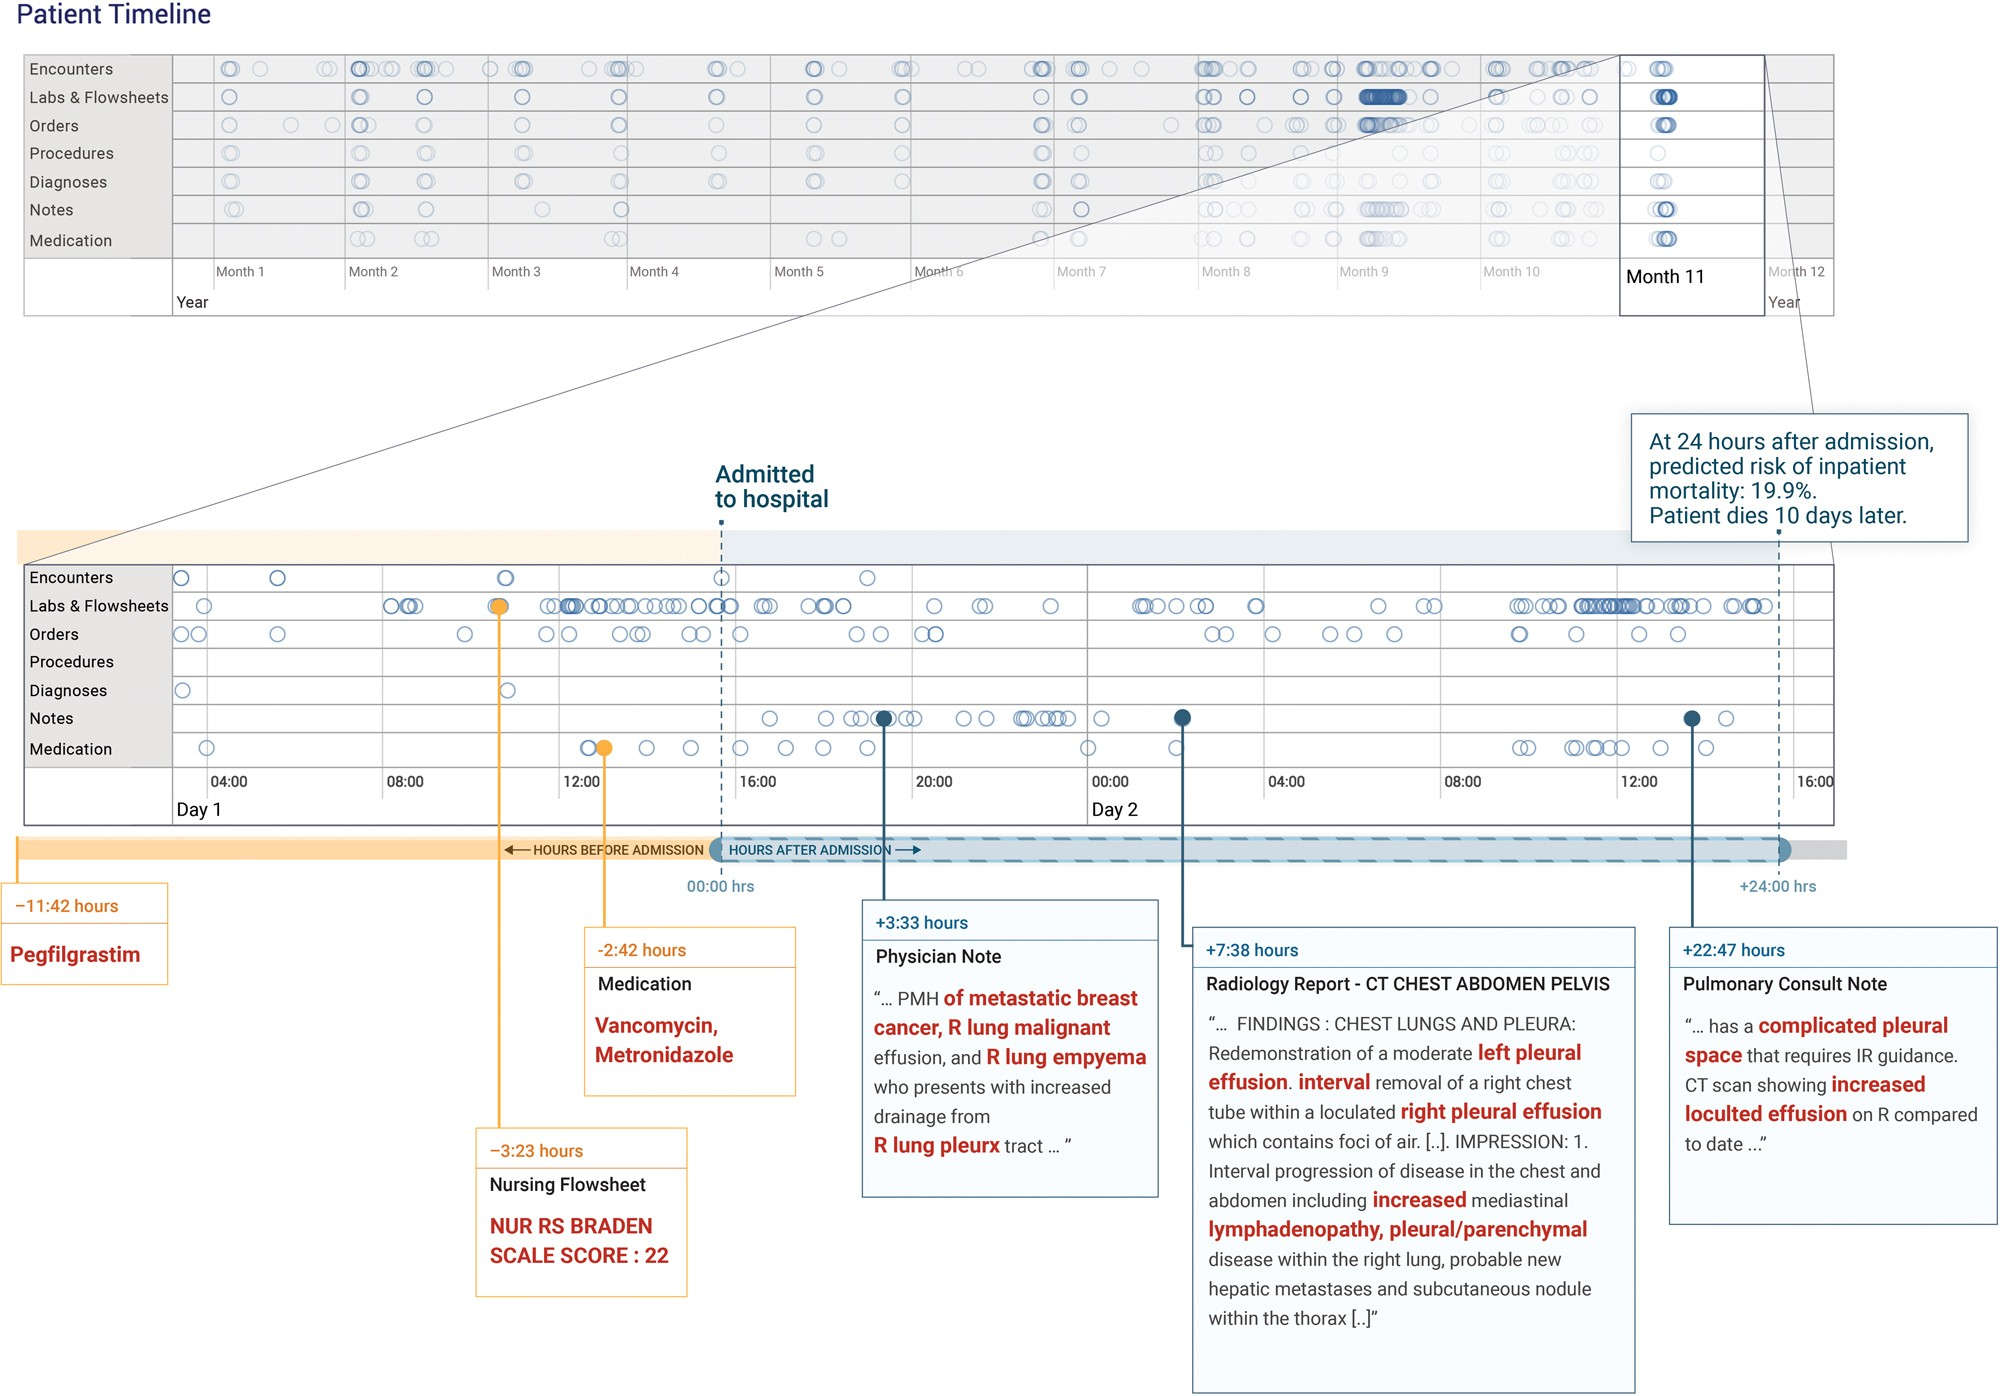 Patient Timeline
Encounters
Labs & Flowsheets
Orders
Procedures
Diagnoses
Notes
Medication
Month 1
Month 2
Month 3
Month 4
Month 5
Month 6
Month 7
Month 8
Month 9
Month 10
Month 11
Month 12
Year
Year
At 24 hours after admission,
predicted risk of inpatient
mortality: 19.9%.
Patient dies 10 days later.
Admitted
to hospital
Encounters
Labs & Flowsheets
Orders
Procedures
Diagnoses
Notes
Medication
04:00
08:00
12:00
16:00
20:00
00:00
04:00
08:00
12:00
16:00
Day 1
Day 2
HOURS BEFORE ADMISSION
HOURS AFTER ADMISSION
00:00 hrs
+24:00 hrs
−11:42 hours
Pegfilgrastim
-2:42 hours
Medication
Vancomycin,
Metronidazole
−3:23 hours
Nursing Flowsheet
NUR RS BRADEN
SCALE SCORE : 22
+3:33 hours
Physician Note
“... PMH of metastatic breast
cancer, R lung malignant
effusion, and R lung empyema
who presents with increased
drainage from
R lung pleurx tract ... ”
+7:38 hours
Radiology Report - CT CHEST ABDOMEN PELVIS
“... FINDINGS : CHEST LUNGS AND PLEURA:
Redemonstration of a moderate left pleural
effusion. interval removal of a right chest
tube within a loculated right pleural effusion
which contains foci of air. [..]. IMPRESSION: 1.
Interval progression of disease in the chest and
abdomen including increased mediastinal
lymphadenopathy, pleural/parenchymal
disease within the right lung, probable new
hepatic metastases and subcutaneous nodule
within the thorax [..]”
+22:47 hours
Pulmonary Consult Note
“... has a complicated pleural
space that requires IR guidance.
CT scan showing increased
loculted effusion on R compared
to date ...”